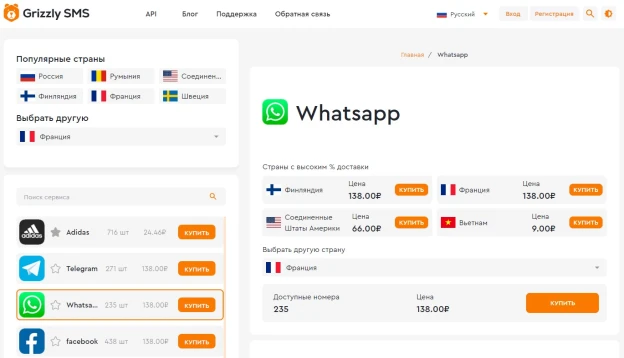 Grizzly SMS
API Блог Поддержка Обратная связь
Русский Вход Регистрация
Популярные страны
Россия Румыния Соединен...
Финляндия Франция Швеция
Выбрать другую
Франция
Поиск сервиса
Adidas 716 шт 24.46₽ КУПИТЬ
Telegram 271 шт 138.00₽ КУПИТЬ
Whatsa... 235 шт 138.00₽ КУПИТЬ
facebook 438 шт 138.00₽ КУПИТЬ
Главная / Whatsapp
Whatsapp
Страны с высоким % доставки
Финляндия Цена 138.00₽ КУПИТЬ
Франция Цена 138.00₽ КУПИТЬ
Соединенные Штаты Америки Цена 66.00₽ КУПИТЬ
Вьетнам Цена 9.00₽ КУПИТЬ
Выбрать другую страну
Франция
Доступные номера Цена
235 138.00₽ КУПИТЬ